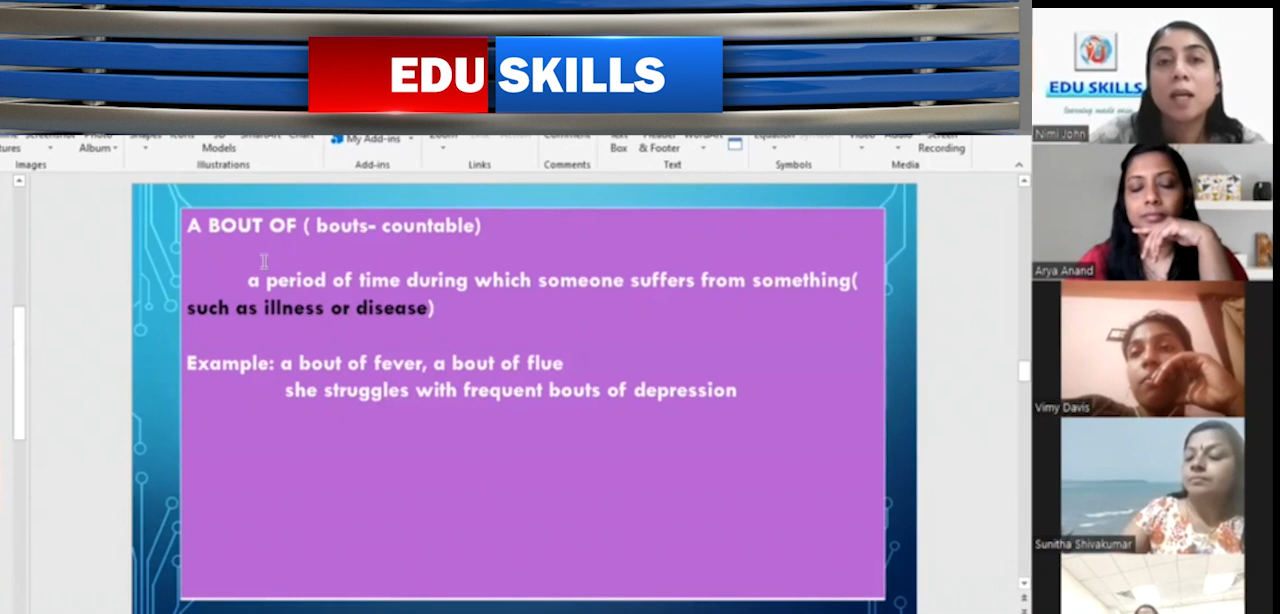 EDU SKILLS
My Add-ins
Album
Models
Box
& Footer
Recording
Images
Illustrations
Add-ins
Links
Comments
Text
Symbols
Media
A BOUT OF ( bouts- countable)
a period of time during which someone suffers from something(
such as illness or disease)
Example: a bout of fever, a bout of flue
she struggles with frequent bouts of depression
EDU SKILLS
learning made easy
Nimi John
Arya Anand
Vimy Davis
Sunitha Shivakumar